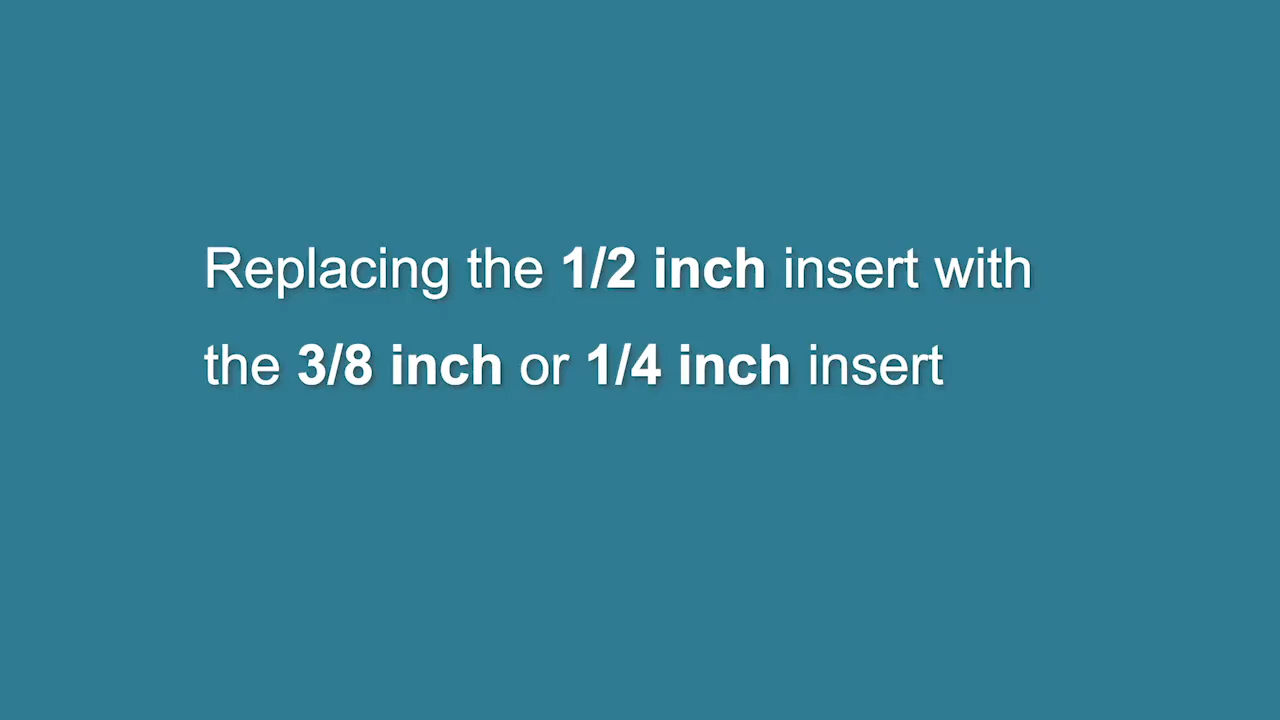 Replacing the 1/2 inch insert with
the 3/8 inch or 1/4 inch insert